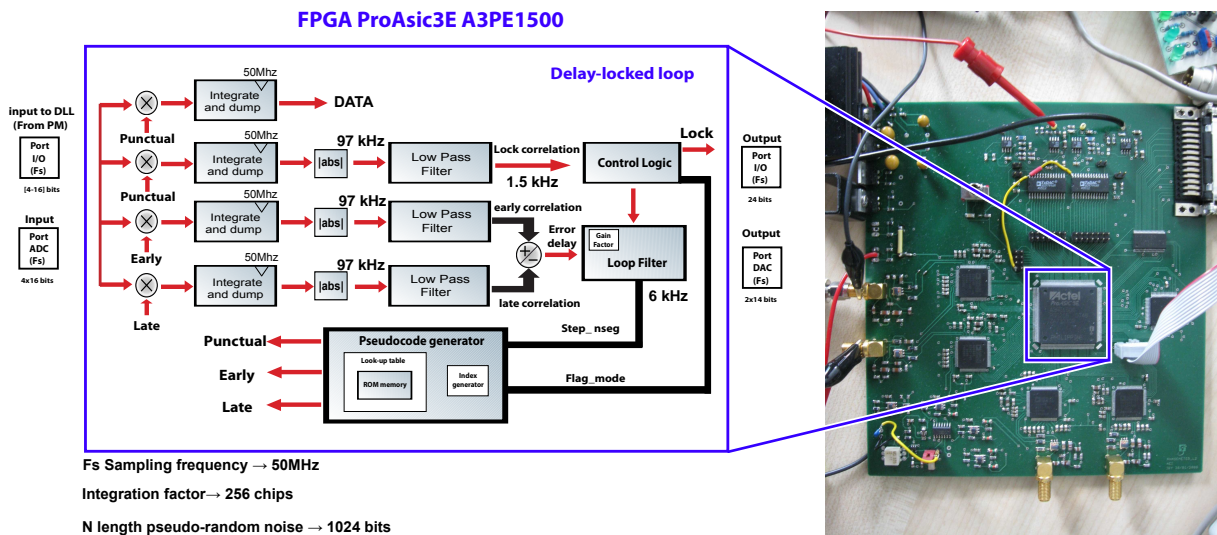 FPGA ProAsic3E A3PE1500
Delay-locked loop
input to DLL
(From PM)
Port
I/O
(Fs)
[4-16] bits
Input
Port
ADC
(Fs)
4x16 bits
50Mhz
Integrate
and dump
DATA
Punctual
50Mhz
Integrate
and dump
97 kHz
|abs|
Low Pass
Filter
Lock correlation
1.5 kHz
Control Logic
Lock
Punctual
50Mhz
Integrate
and dump
97 kHz
|abs|
Low Pass
Filter
early correlation
Early
50Mhz
Integrate
and dump
97 kHz
|abs|
Low Pass
Filter
late correlation
Late
+
−
Error
delay
Gain
Factor
Loop Filter
6 kHz
Output
Port
I/O
(Fs)
24 bits
Output
Port
DAC
(Fs)
2x14 bits
Step_ nseg
Flag_mode
Pseudocode generator
Look-up table
ROM memory
Index
generator
Punctual
Early
Late
Fs Sampling frequency → 50MHz
Integration factor→ 256 chips
N length pseudo-random noise → 1024 bits
Actel